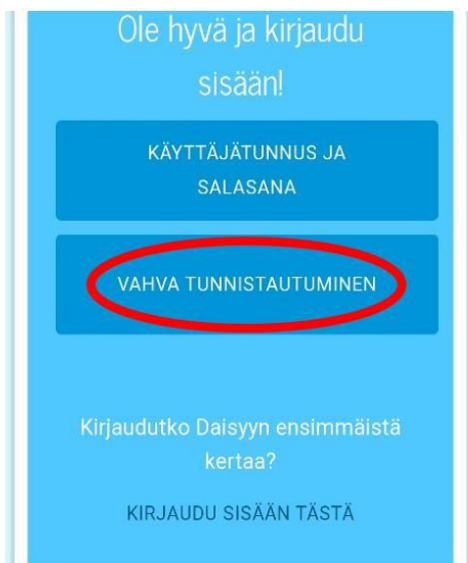 Ole hyvä ja kirjaudu
sisään!
KÄYTTÄJÄTUNNUS JA
SALASANA
VAHVA TUNNISTAUTUMINEN
Kirjaudutko Daisyyn ensimmäistä
kertaa?
KIRJAUDU SISÄÄN TÄSTÄ